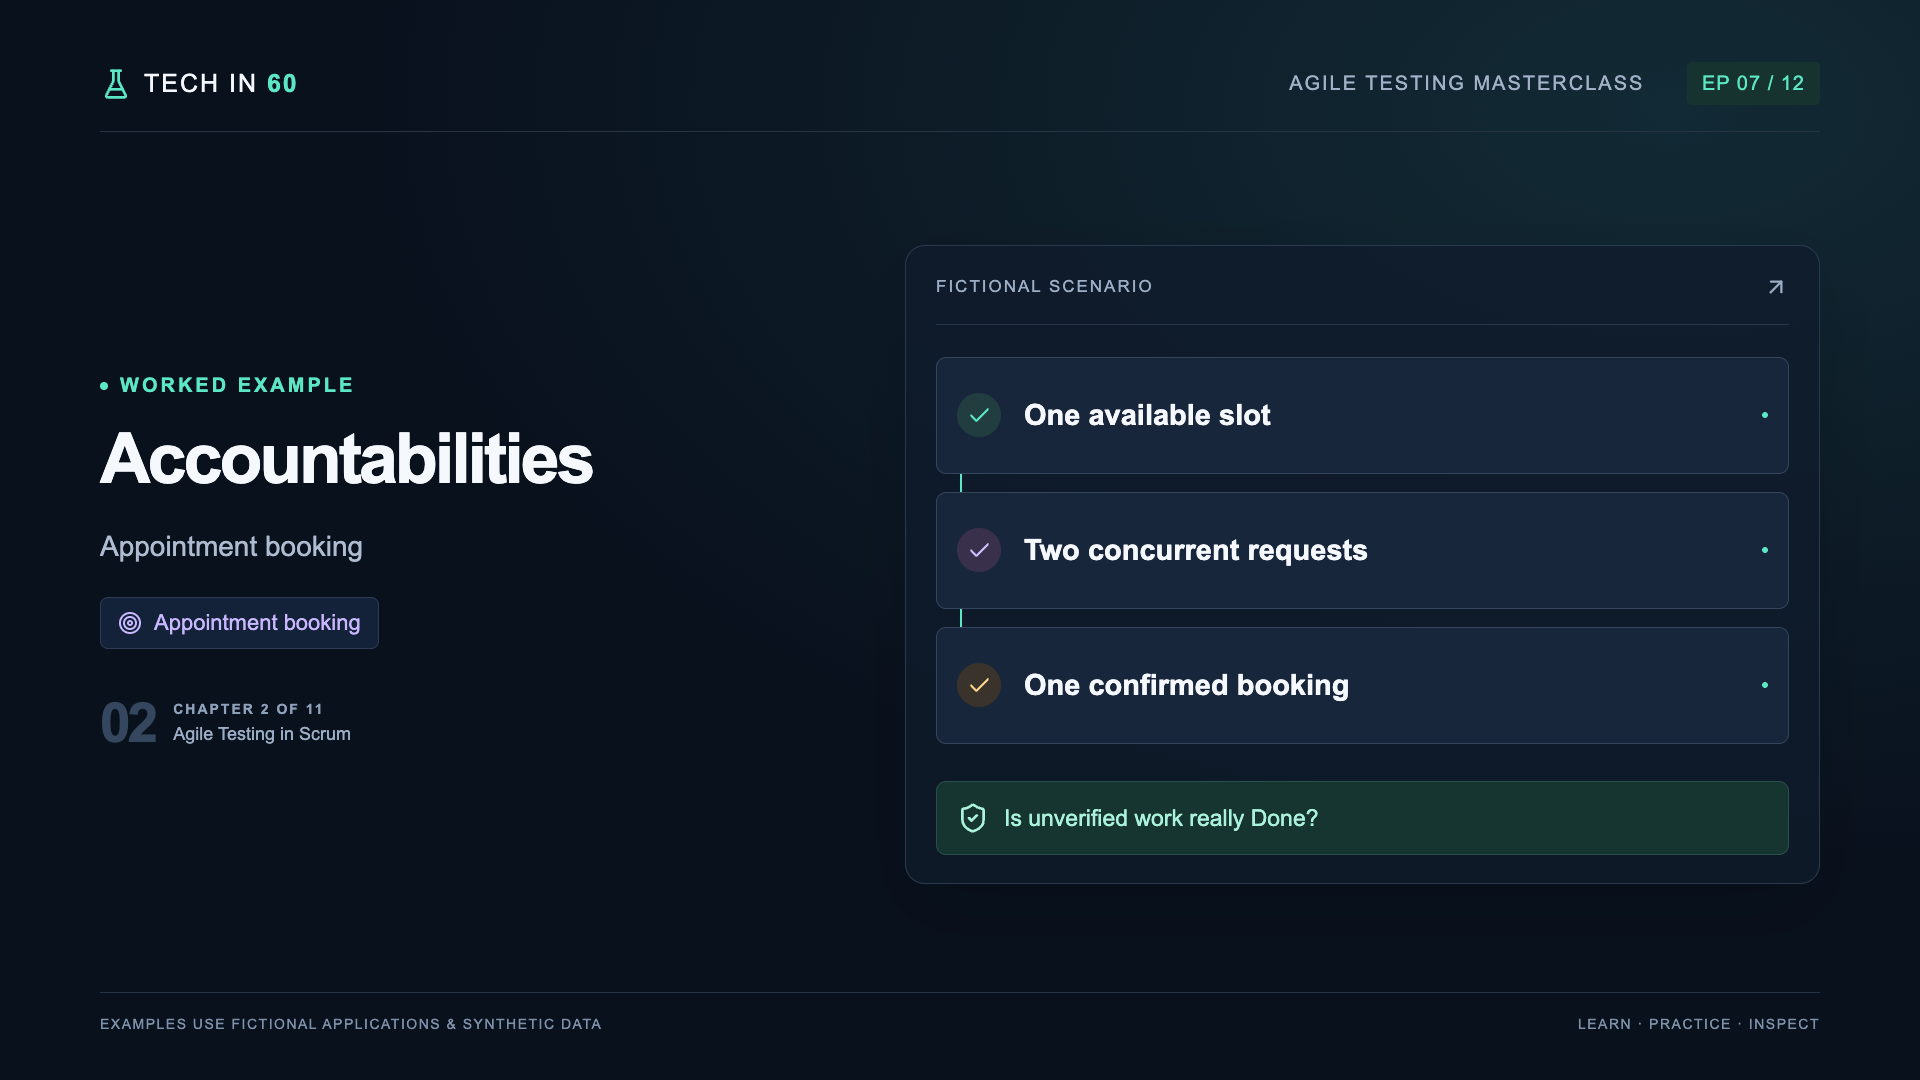 TECH IN 60
AGILE TESTING MASTERCLASS
EP 07 / 12
• WORKED EXAMPLE
Accountabilities
Appointment booking
Appointment booking
02
CHAPTER 2 OF 11
Agile Testing in Scrum
FICTIONAL SCENARIO
One available slot
Two concurrent requests
One confirmed booking
Is unverified work really Done?
EXAMPLES USE FICTIONAL APPLICATIONS & SYNTHETIC DATA
LEARN · PRACTICE · INSPECT